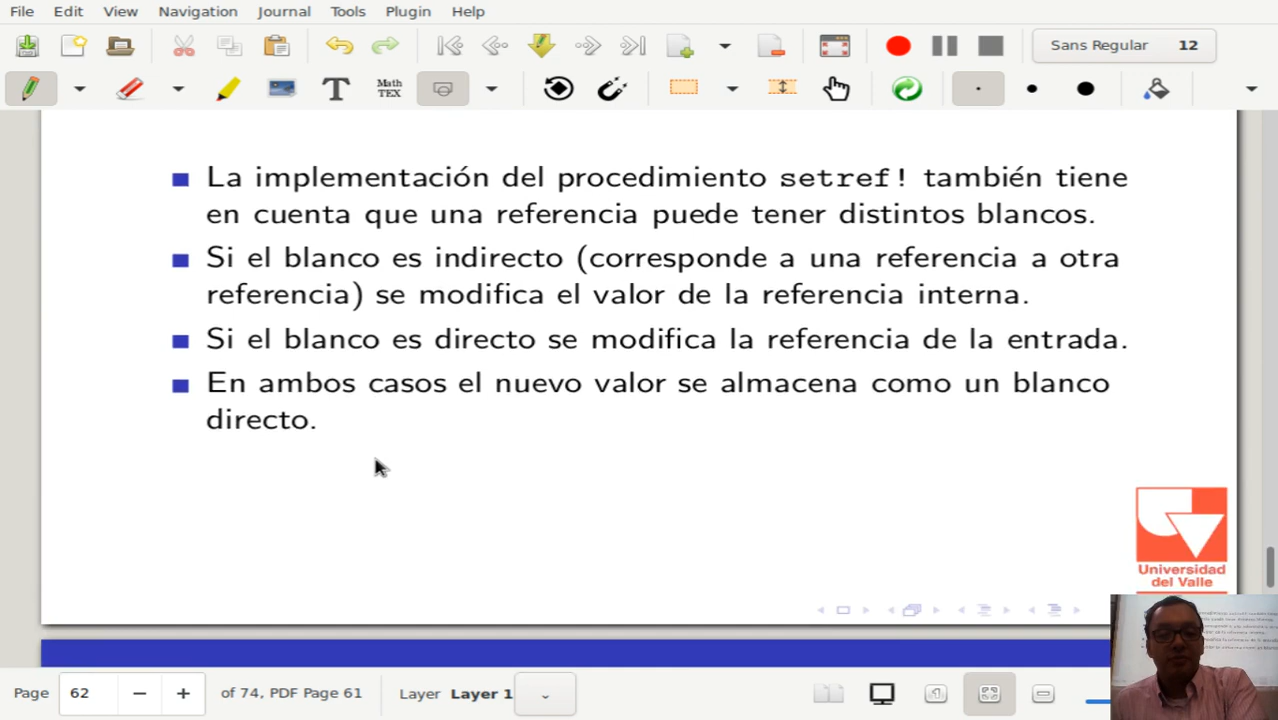 File Edit View Navigation Journal Tools Plugin Help
Sans Regular 12
T Math TEX
La implementación del procedimiento setref! también tiene
en cuenta que una referencia puede tener distintos blancos.
Si el blanco es indirecto (corresponde a una referencia a otra
referencia) se modifica el valor de la referencia interna.
Si el blanco es directo se modifica la referencia de la entrada.
En ambos casos el nuevo valor se almacena como un blanco
directo.
Universidad
del Valle
Page 62 of 74, PDF Page 61 Layer Layer 1